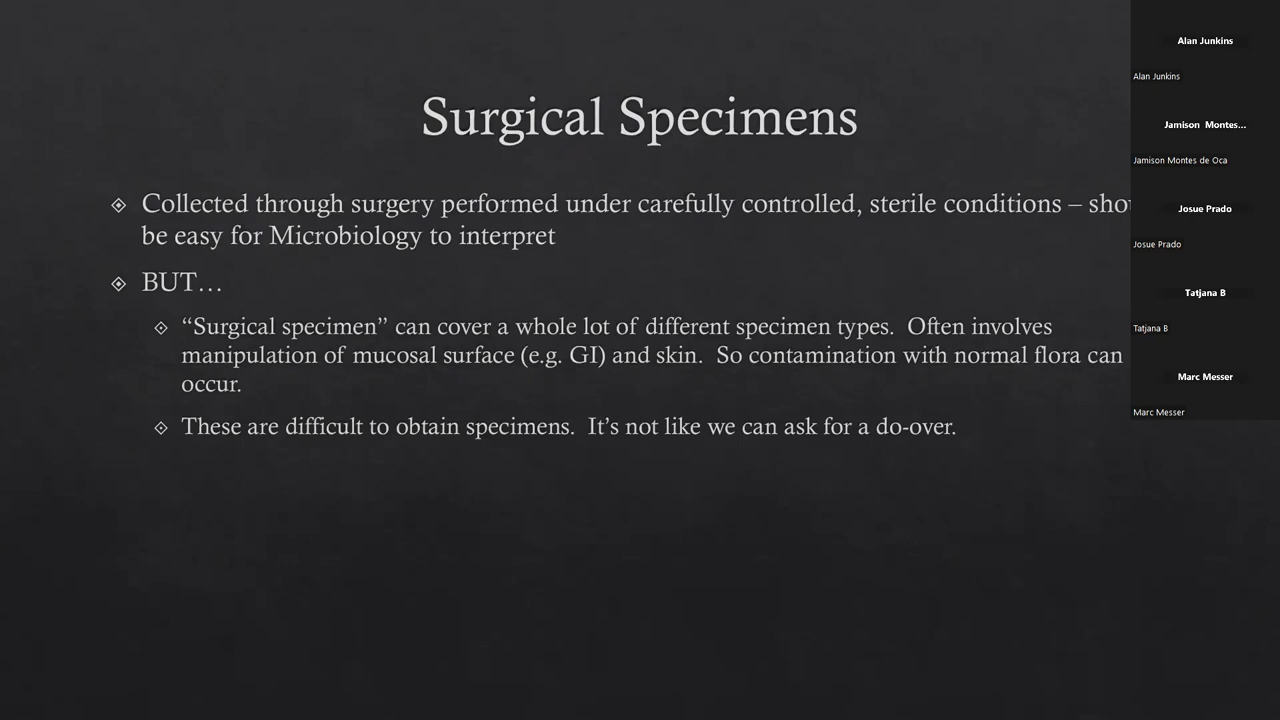 Surgical Specimens
Collected through surgery performed under carefully controlled, sterile conditions –
be easy for Microbiology to interpret
BUT…
“Surgical specimen” can cover a whole lot of different specimen types.  Often involves
manipulation of mucosal surface (e.g. GI) and skin.  So contamination with normal flora can
occur.
These are difficult to obtain specimens.  It’s not like we can ask for a do-over.
Alan Junkins
Alan Junkins
Jamison  Montes...
Jamison Montes de Oca
Josue Prado
Josue Prado
Tatjana B
Tatjana B
Marc Messer
Marc Messer